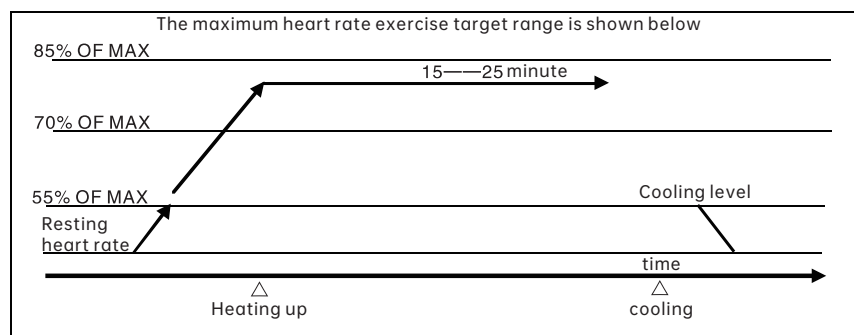 The maximum heart rate exercise target range is shown below
85% OF MAX
15——25 minute
70% OF MAX
55% OF MAX
Cooling level
Resting
heart rate
time
Heating up
cooling